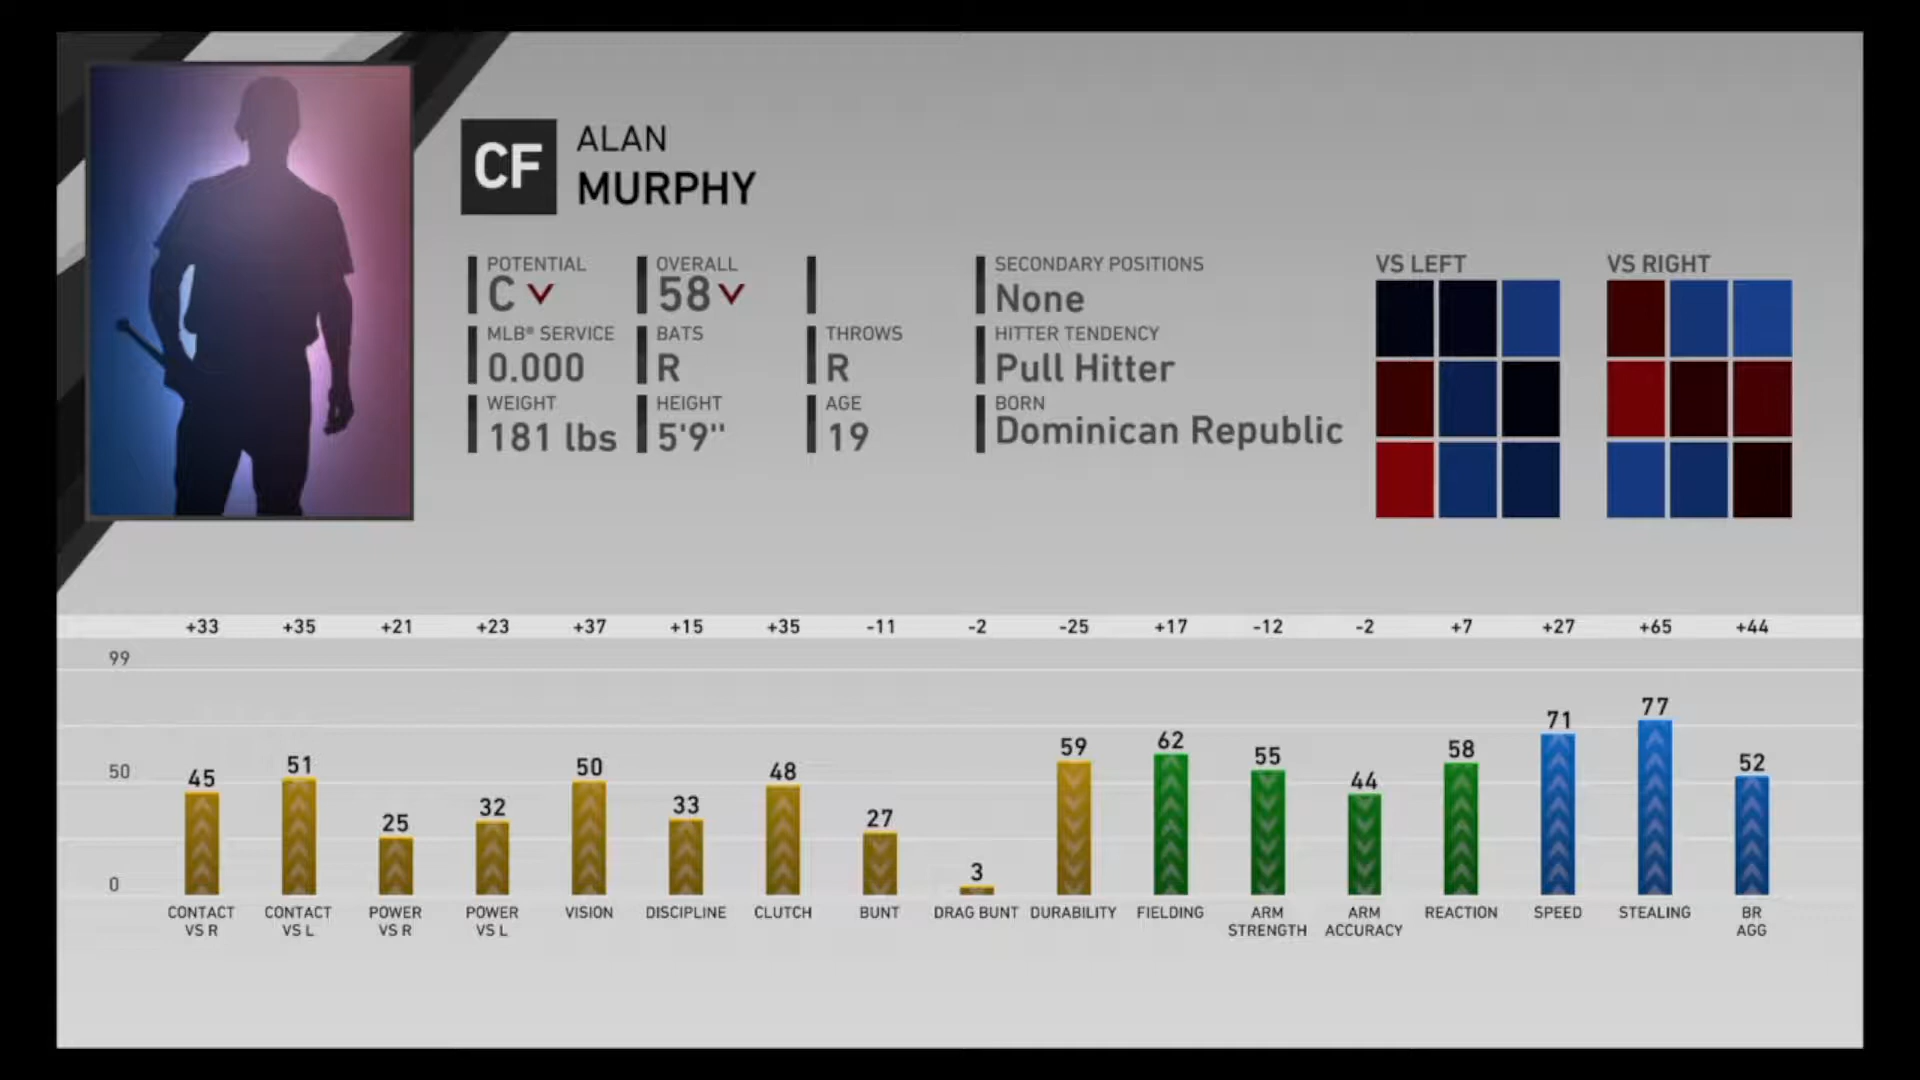 CF
ALAN
MURPHY
POTENTIAL
C
OVERALL
58
SECONDARY POSITIONS
None
MLB® SERVICE
0.000
BATS
R
THROWS
R
HITTER TENDENCY
Pull Hitter
WEIGHT
181 lbs
HEIGHT
5'9"
AGE
19
BORN
Dominican Republic
VS LEFT
VS RIGHT
+33 +35 +21 +23 +37 +15 +35 -11 -2 -25 +17 -12 -2 +7 +27 +65 +44
99
50
0
45 51 25 32 50 33 48 27 3 59 62 55 44 58 71 77 52
CONTACT VS R
CONTACT VS L
POWER VS R
POWER VS L
VISION
DISCIPLINE
CLUTCH
BUNT
DRAG BUNT
DURABILITY
FIELDING
ARM STRENGTH
ARM ACCURACY
REACTION
SPEED
STEALING
BR AGG